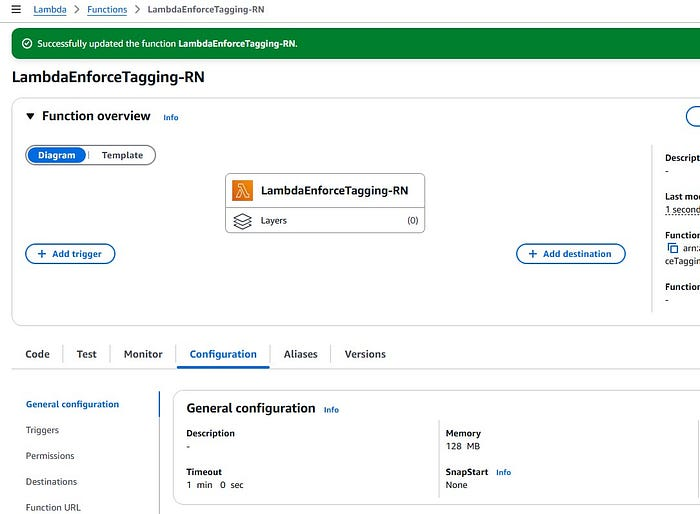 Lambda > Functions > LambdaEnforceTagging-RN
Successfully updated the function LambdaEnforceTagging-RN.
LambdaEnforceTagging-RN
Function overview Info
Diagram Template
LambdaEnforceTagging-RN
Layers (0)
+ Add trigger
+ Add destination
Descript
-
Last mo
1 second
Function
arn:a
ceTaggin
Function
-
Code Test Monitor Configuration Aliases Versions
General configuration
Triggers
Permissions
Destinations
Function URL
General configuration Info
Description
-
Memory
128 MB
Timeout
1 min 0 sec
SnapStart Info
None